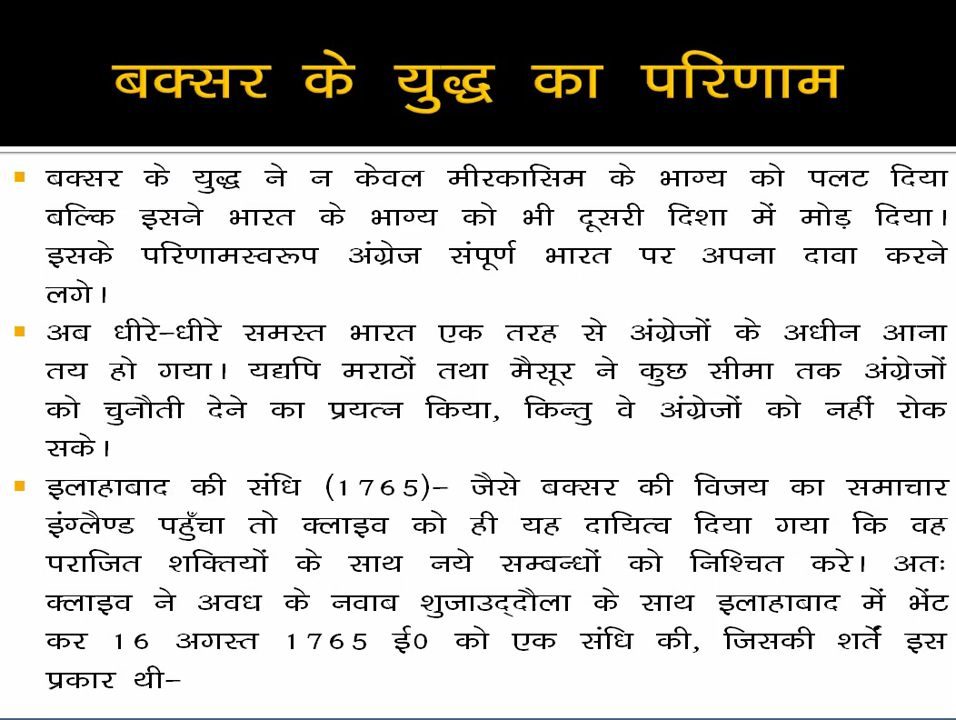 बक्सर के युद्ध का परिणाम
बक्सर के युद्ध ने न केवल मीरकासिम के भाग्य को पलट दिया
बल्कि इसने भारत के भाग्य को भी दूसरी दिशा में मोड़ दिया।
इसके परिणामस्वरूप अंग्रेज संपूर्ण भारत पर अपना दावा करने
लगे।
अब धीरे-धीरे समस्त भारत एक तरह से अंग्रेजों के अधीन आना
तय हो गया। यद्यपि मराठों तथा मैसूर ने कुछ सीमा तक अंग्रेजों
को चुनौती देने का प्रयत्न किया, किन्तु वे अंग्रेजों को नहीं रोक
सके।
इलाहाबाद की संधि (1765)- जैसे बक्सर की विजय का समाचार
इंग्लैण्ड पहुँचा तो क्लाइव को ही यह दायित्व दिया गया कि वह
पराजित शक्तियों के साथ नये सम्बन्धों को निश्चित करे। अतः
क्लाइव ने अवध के नवाब शुजाउद्दौला के साथ इलाहाबाद में भेंट
कर 16 अगस्त 1765 ई0 को एक संधि की, जिसकी शर्तें इस
प्रकार थी-